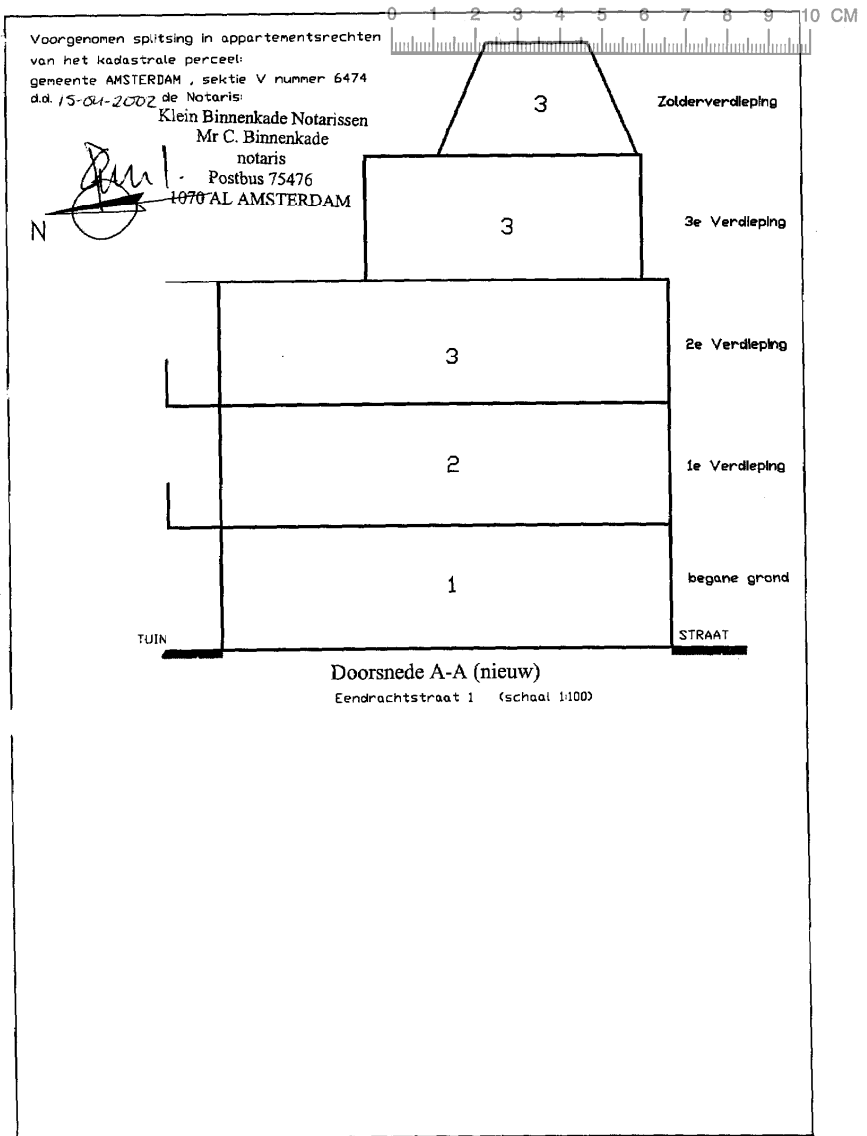 0 1 2 3 4 5 6 7 8 9 10 CM
Voorgenomen splitsing in appartementsrechten
van het kadastrale perceel:
gemeente AMSTERDAM , sektie V nummer 6474
d.d. 15-04-2002 de Notaris:
Klein Binnenkade Notarissen
Mr C. Binnenkade
notaris
Postbus 75476
1070 AL AMSTERDAM
N
3 Zolderverdieping
3 3e Verdieping
3 2e Verdieping
2 1e Verdieping
1 begane grond
TUIN STRAAT
Doorsnede A-A (nieuw)
Eendrachtstraat 1 (schaal 1:100)